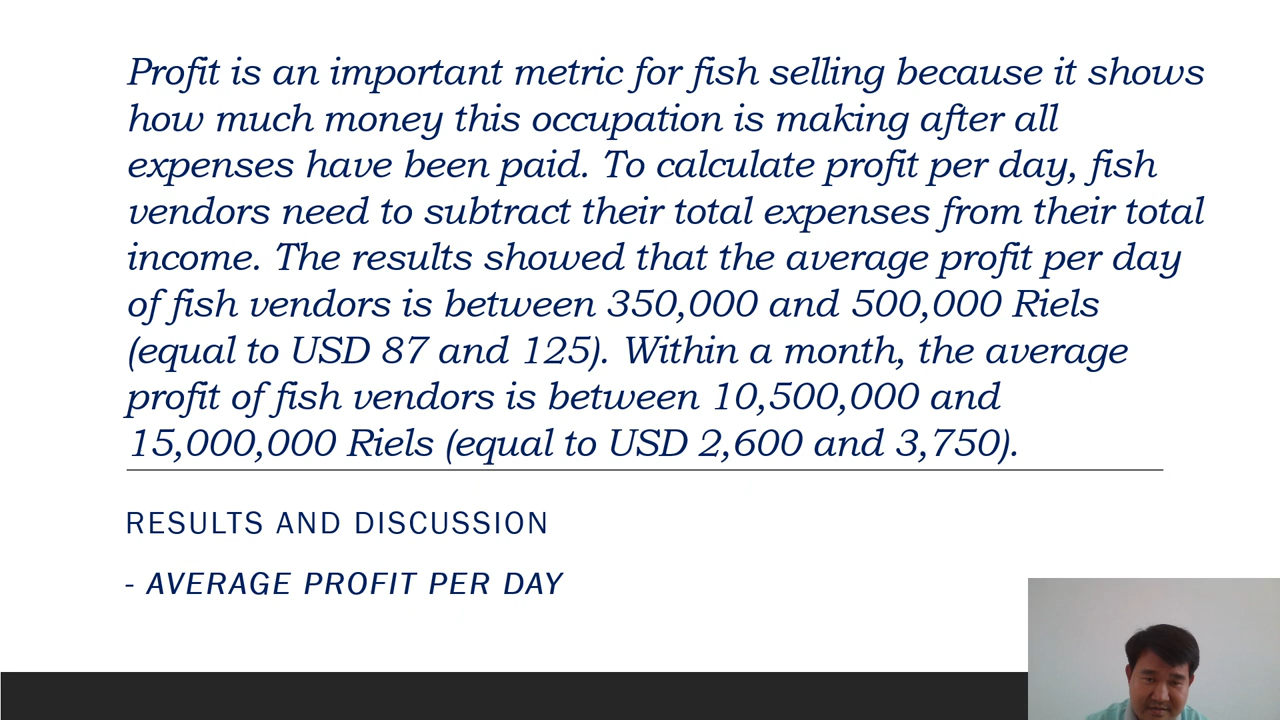 Profit is an important metric for fish selling because it shows
how much money this occupation is making after all
expenses have been paid. To calculate profit per day, fish
vendors need to subtract their total expenses from their total
income. The results showed that the average profit per day
of fish vendors is between 350,000 and 500,000 Riels
(equal to USD 87 and 125). Within a month, the average
profit of fish vendors is between 10,500,000 and
15,000,000 Riels (equal to USD 2,600 and 3,750).
RESULTS AND DISCUSSION
- AVERAGE PROFIT PER DAY